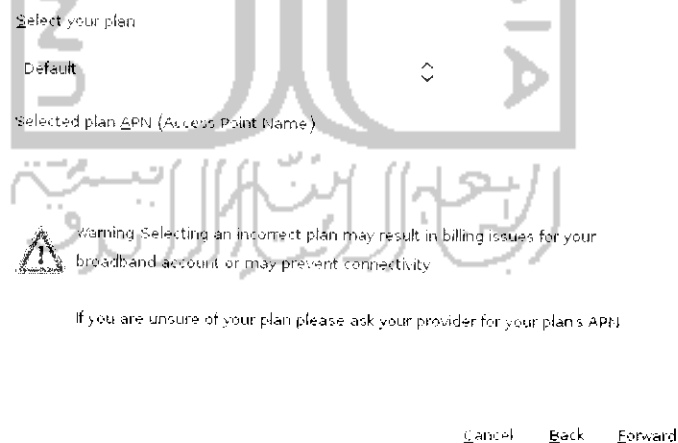 Select your plan
Default
Selected plan APN (Access Point Name)
Warning Selecting an incorrect plan may result in billing issues for your
broadband account or may prevent connectivity
If you are unsure of your plan please ask your provider for your plan's APN
Cancel Back Forward